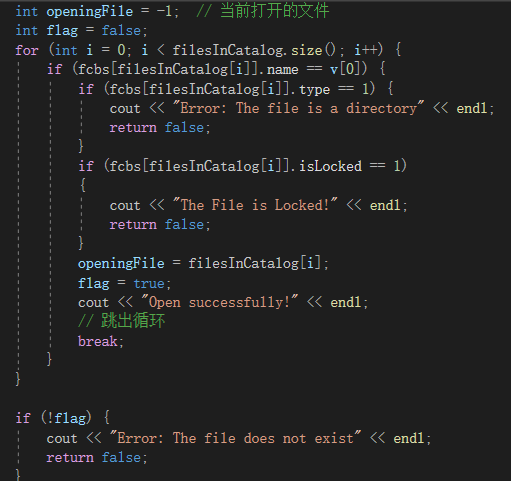 int openingFile = -1;  // 当前打开的文件
int flag = false;
for (int i = 0; i < filesInCatalog.size(); i++) {
    if (fcbs[filesInCatalog[i]].name == v[0]) {
        if (fcbs[filesInCatalog[i]].type == 1) {
            cout << "Error: The file is a directory" << endl;
            return false;
        }
        if (fcbs[filesInCatalog[i]].isLocked == 1)
        {
            cout << "The File is Locked!" << endl;
            return false;
        }
        openingFile = filesInCatalog[i];
        flag = true;
        cout << "Open successfully!" << endl;
        // 跳出循环
        break;
    }
}

if (!flag) {
    cout << "Error: The file does not exist" << endl;
    return false;
}